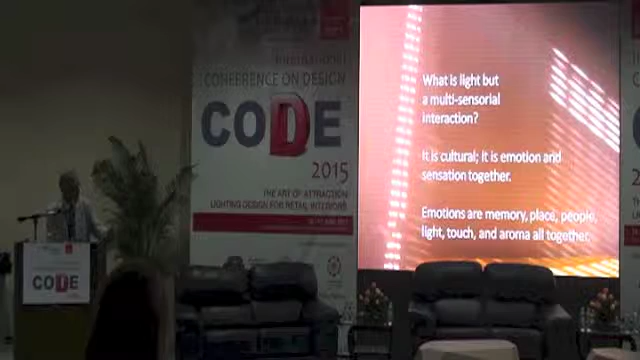 International
CONFERENCE ON DESIGN
CODE
2015
THE ART OF ATTRACTION
LIGHTING DESIGN FOR RETAIL INTERIORS
What is light but
a multi-sensorial
interaction?
It is cultural; It is emotion and
sensation together.
Emotions are memory, place, people,
light, touch, and aroma all together.
CODE